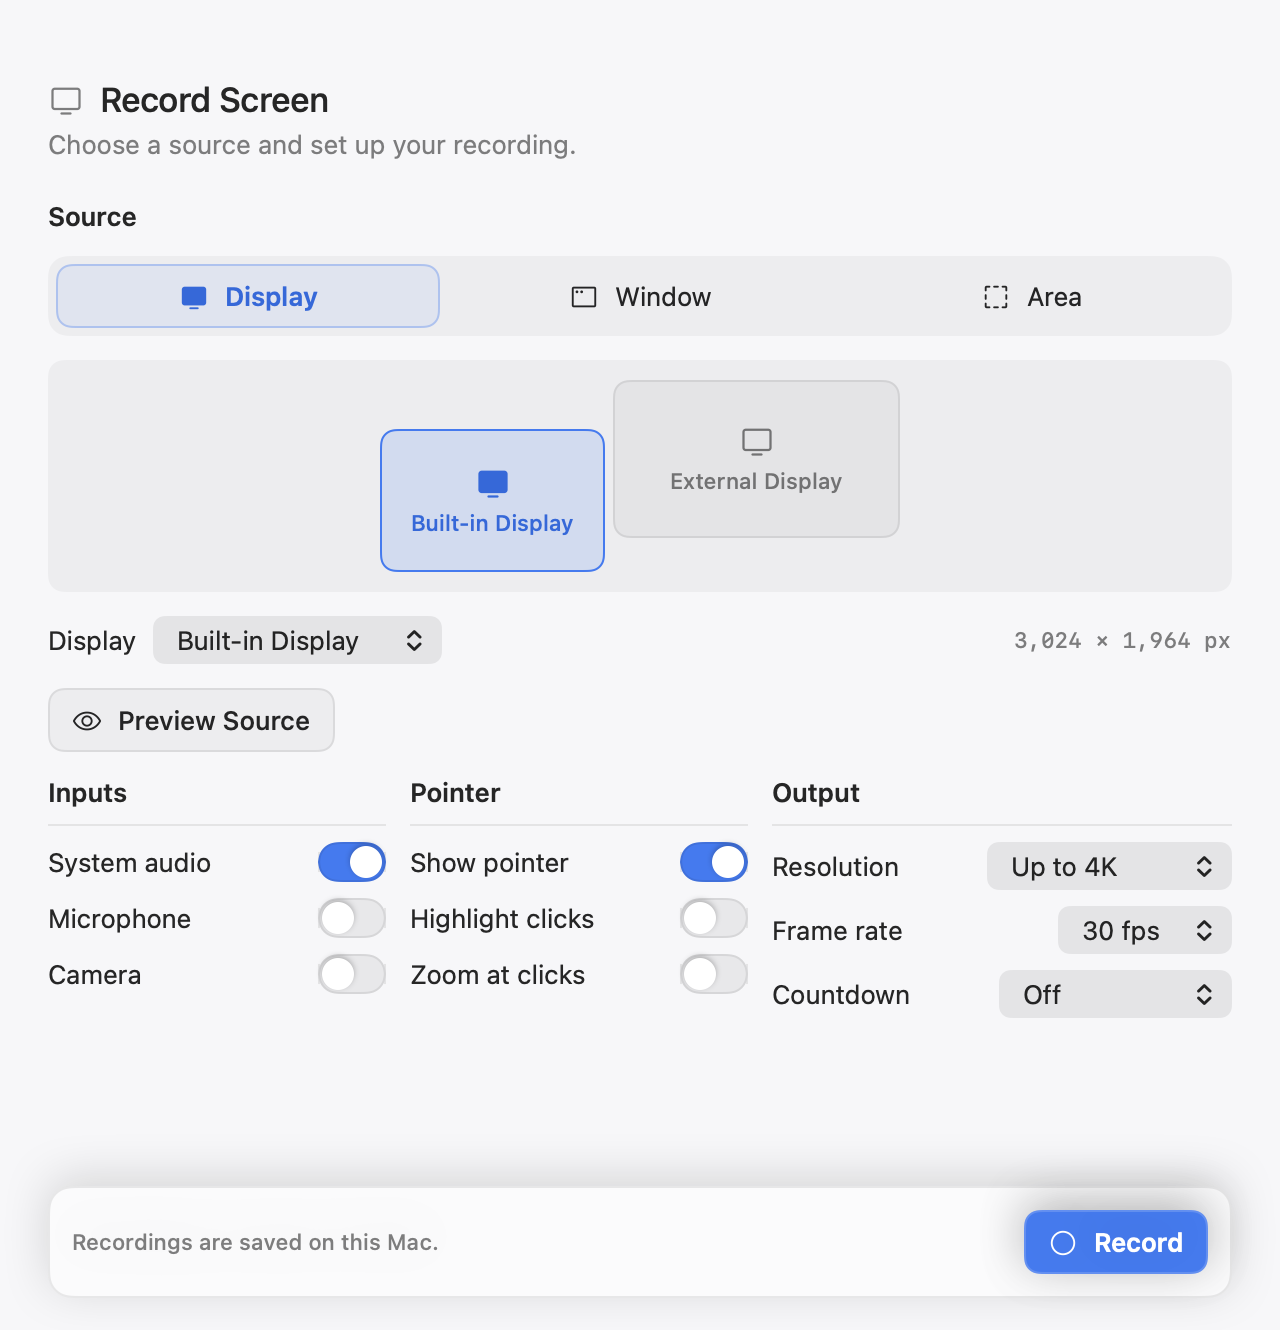 Record Screen
Choose a source and set up your recording.
Source
Display
Window
Area
Built-in Display
External Display
Display
Built-in Display
3,024 × 1,964 px
Preview Source
Inputs
System audio
Microphone
Camera
Pointer
Show pointer
Highlight clicks
Zoom at clicks
Output
Resolution
Up to 4K
Frame rate
30 fps
Countdown
Off
Recordings are saved on this Mac.
Record